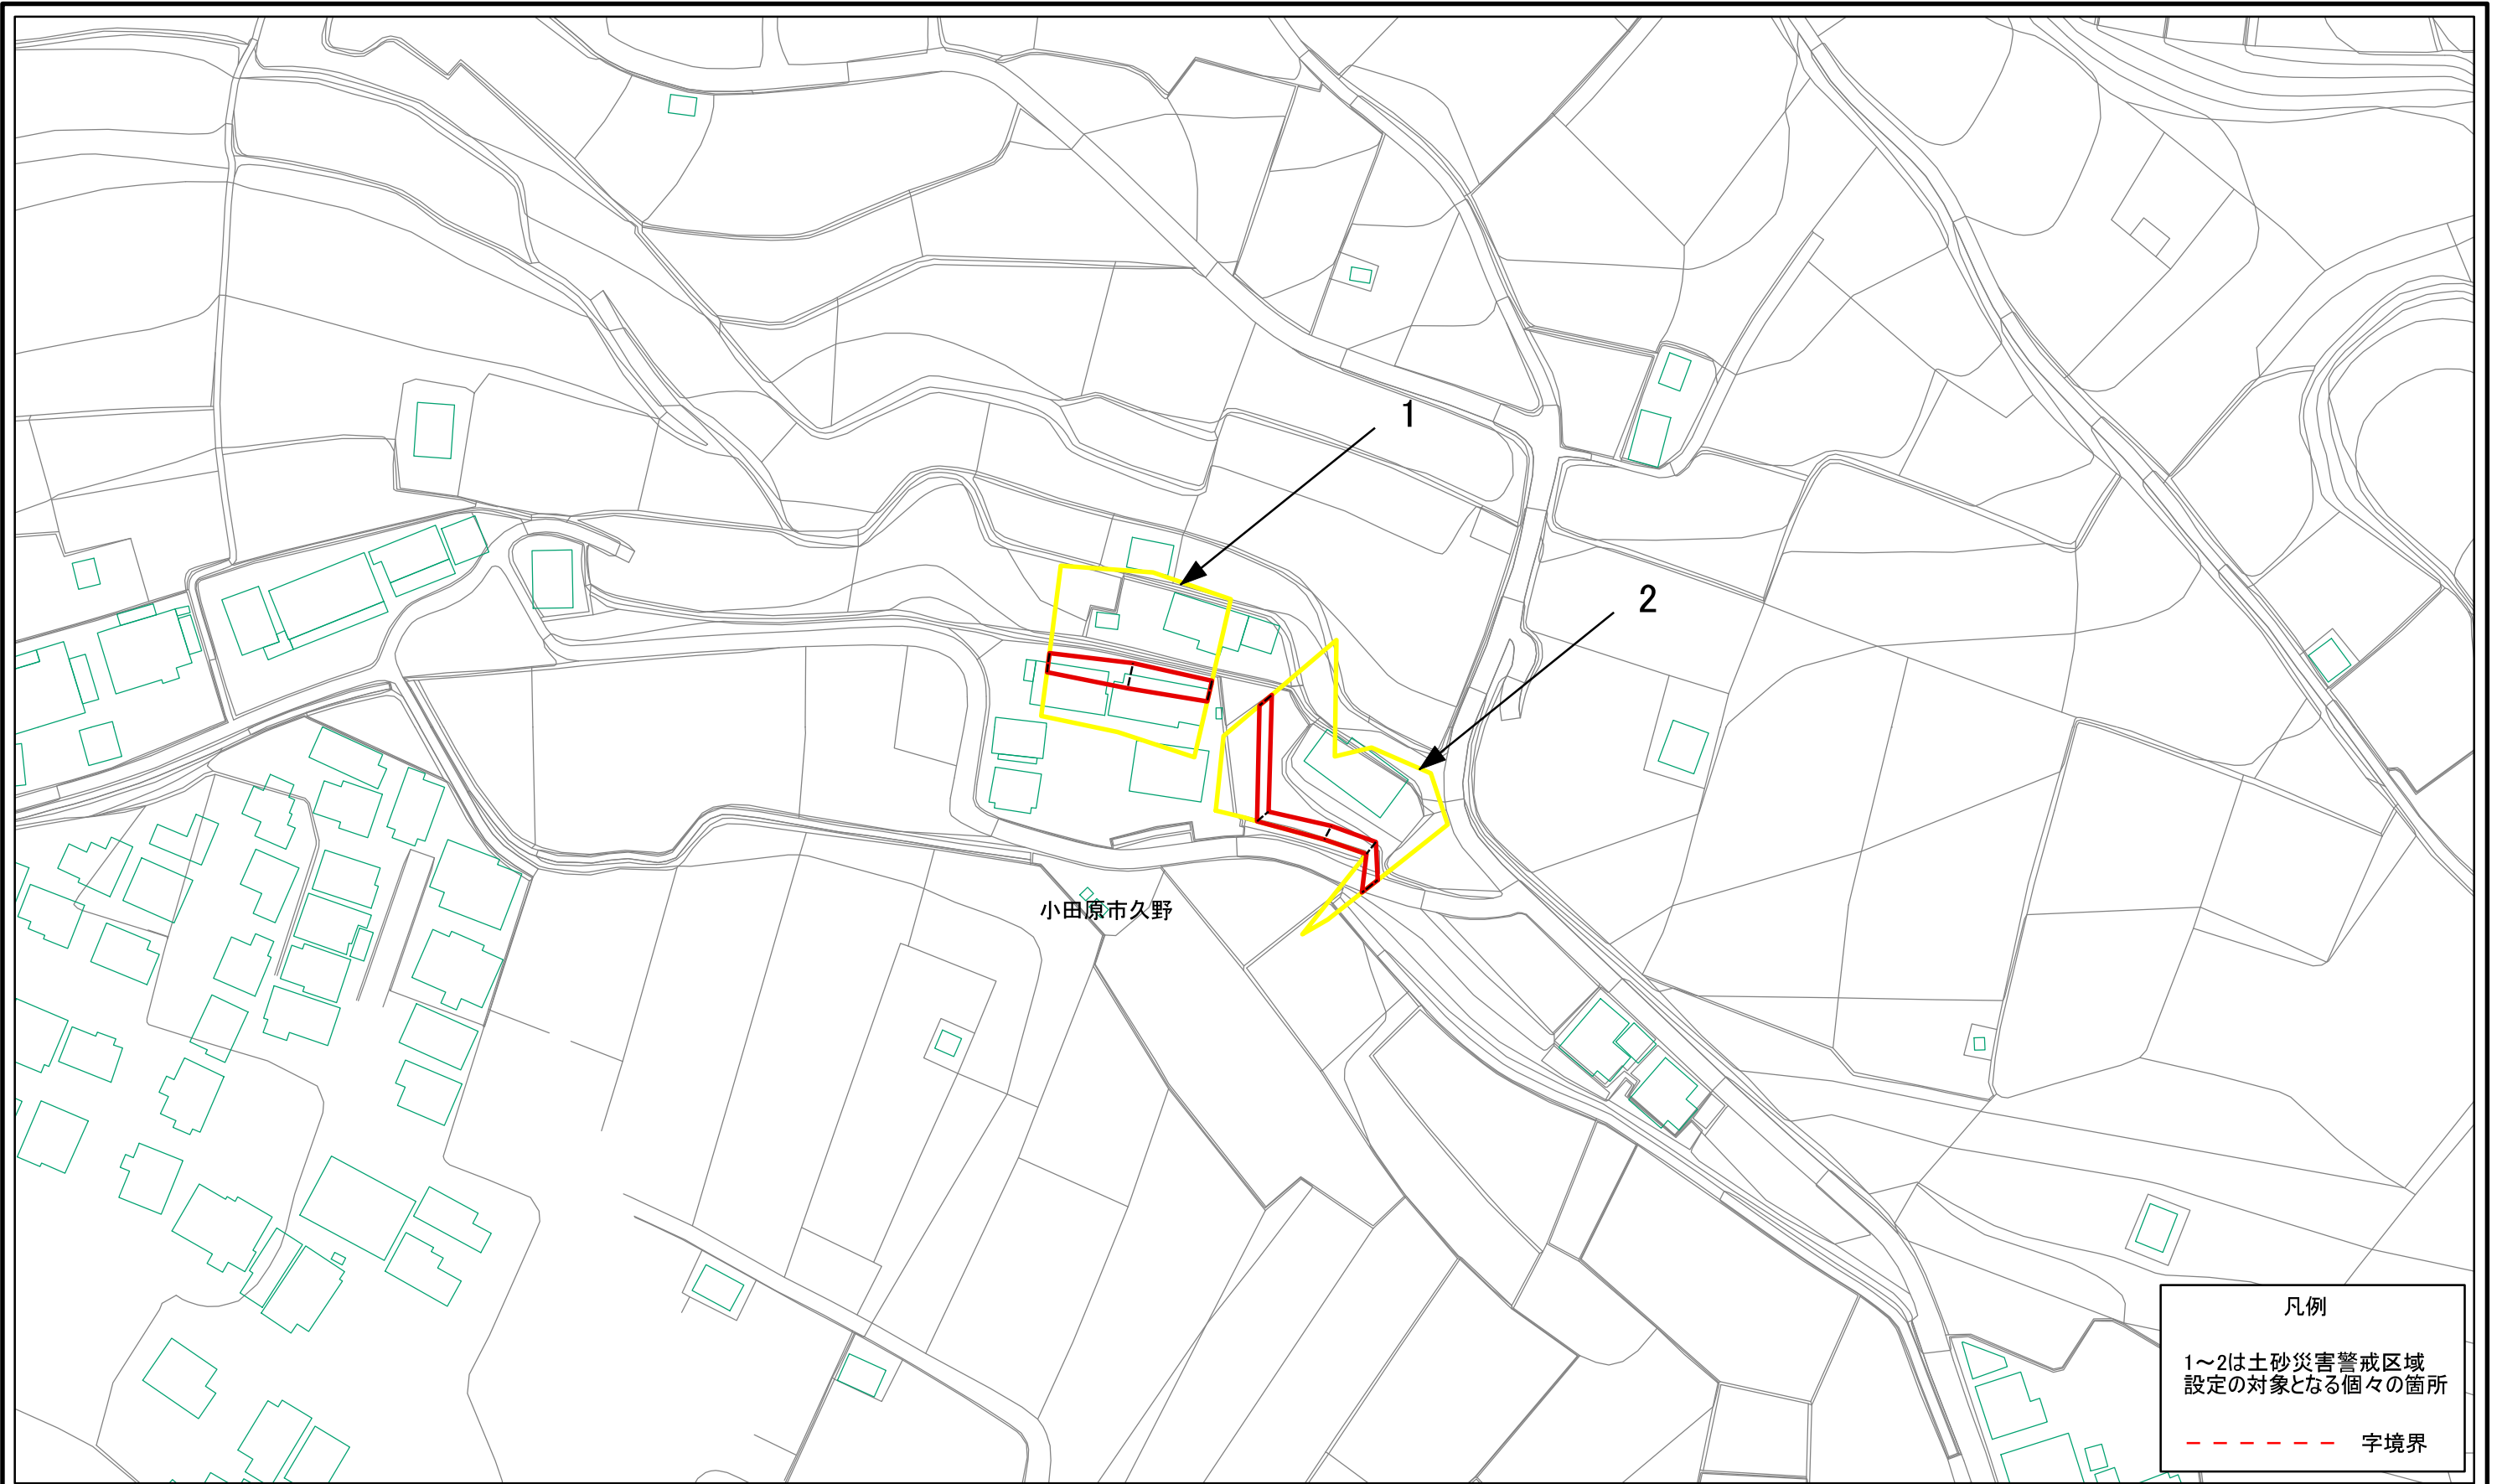 1
2
小田原市久野
凡例
1～2は土砂災害警戒区域
設定の対象となる個々の箇所
字境界